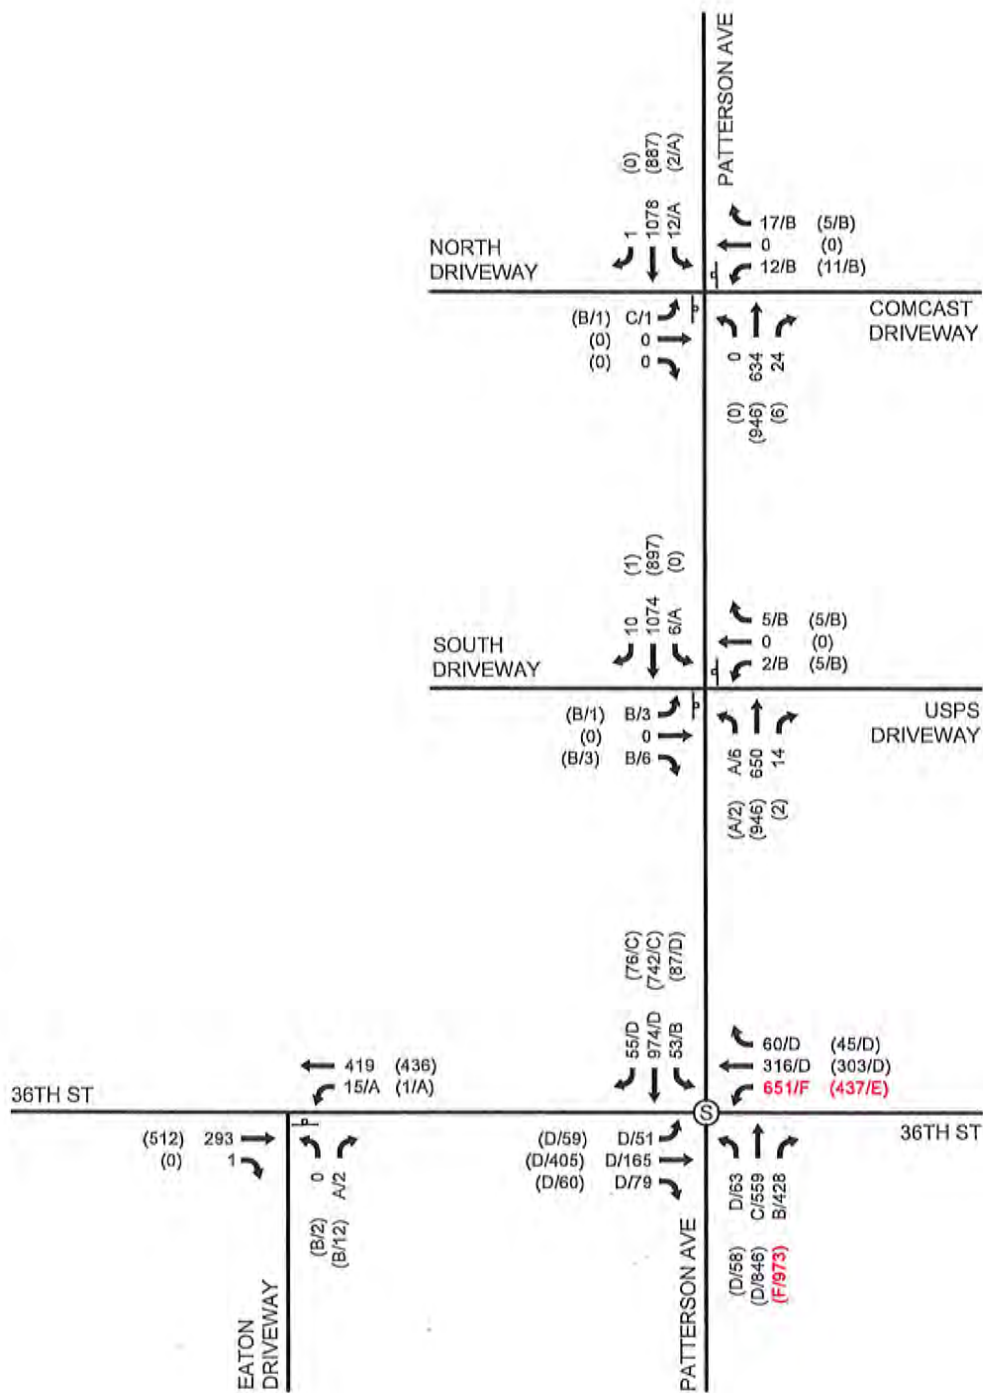 PATTERSON AVE
(0)
(887)
(2/A)
1
1078
12/A
17/B (5/B)
0 (0)
12/B (11/B)
NORTH
DRIVEWAY
COMCAST
DRIVEWAY
(B/1) C/1
(0) 0
(0) 0
0
634
24
(0)
(946)
(6)
(1)
(897)
(0)
10
1074
6/A
5/B (5/B)
0 (0)
2/B (5/B)
SOUTH
DRIVEWAY
USPS
DRIVEWAY
(B/1) B/3
(0) 0
(B/3) B/6
A/6
650
14
(A/2)
(946)
(2)
(76/C)
(742/C)
(87/D)
55/D
974/D
53/B
60/D (45/D)
316/D (303/D)
651/F (437/E)
419 (436)
15/A (1/A)
36TH ST
S
36TH ST
(512) 293
(0) 1
0
A/2
(B/2)
(B/12)
(D/59) D/51
(D/405) D/165
(D/60) D/79
D/63
C/559
B/428
(D/58)
(D/846)
(F/973)
EATON
DRIVEWAY
PATTERSON AVE